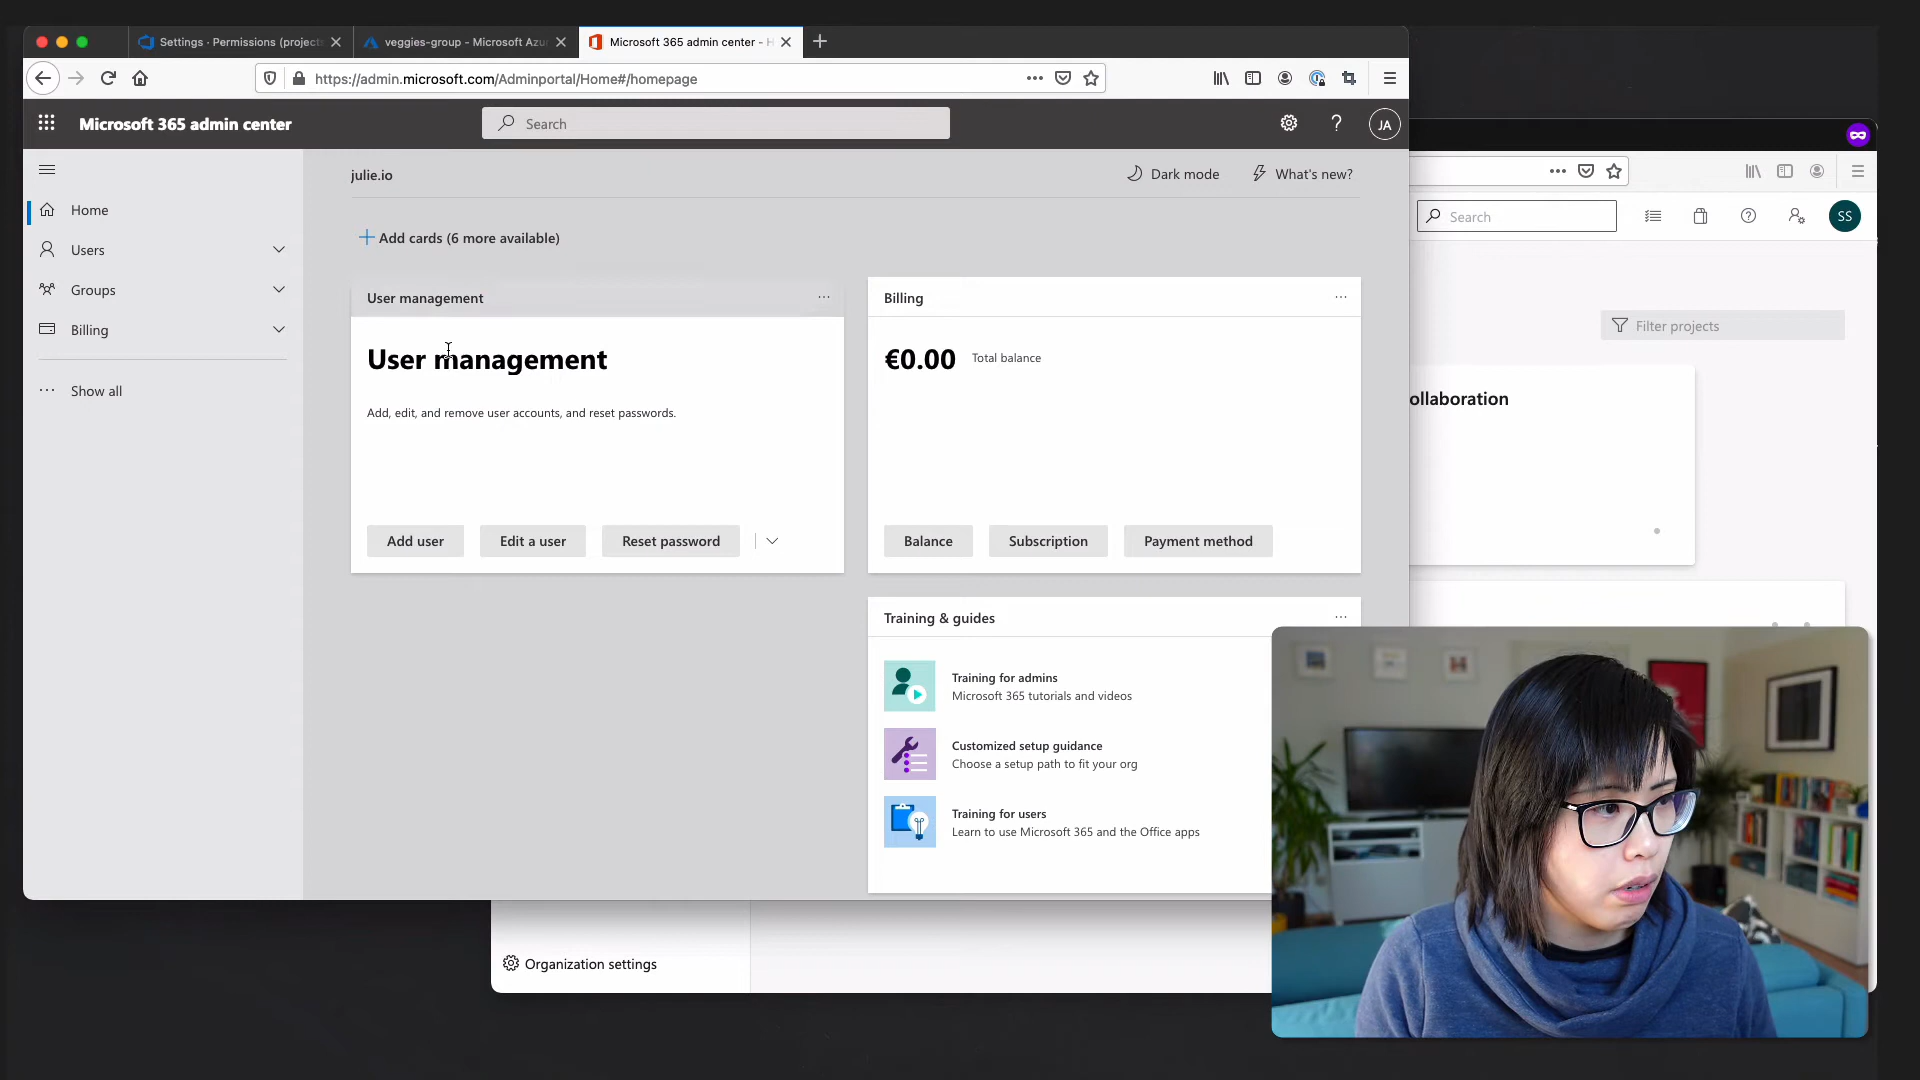 Settings · Permissions (project
veggies-group - Microsoft Azu
Microsoft 365 admin center - H
https://admin.microsoft.com/Adminportal/Home#/homepage
Microsoft 365 admin center
Search
JA
julie.io
Dark mode
What's new?
Home
Users
Groups
Billing
Show all
Add cards (6 more available)
User management
User management
Add, edit, and remove user accounts, and reset passwords.
Add user
Edit a user
Reset password
Billing
€0.00 Total balance
Balance
Subscription
Payment method
Training & guides
Training for admins
Microsoft 365 tutorials and videos
Customized setup guidance
Choose a setup path to fit your org
Training for users
Learn to use Microsoft 365 and the Office apps
Search
SS
Filter projects
ollaboration
Organization settings